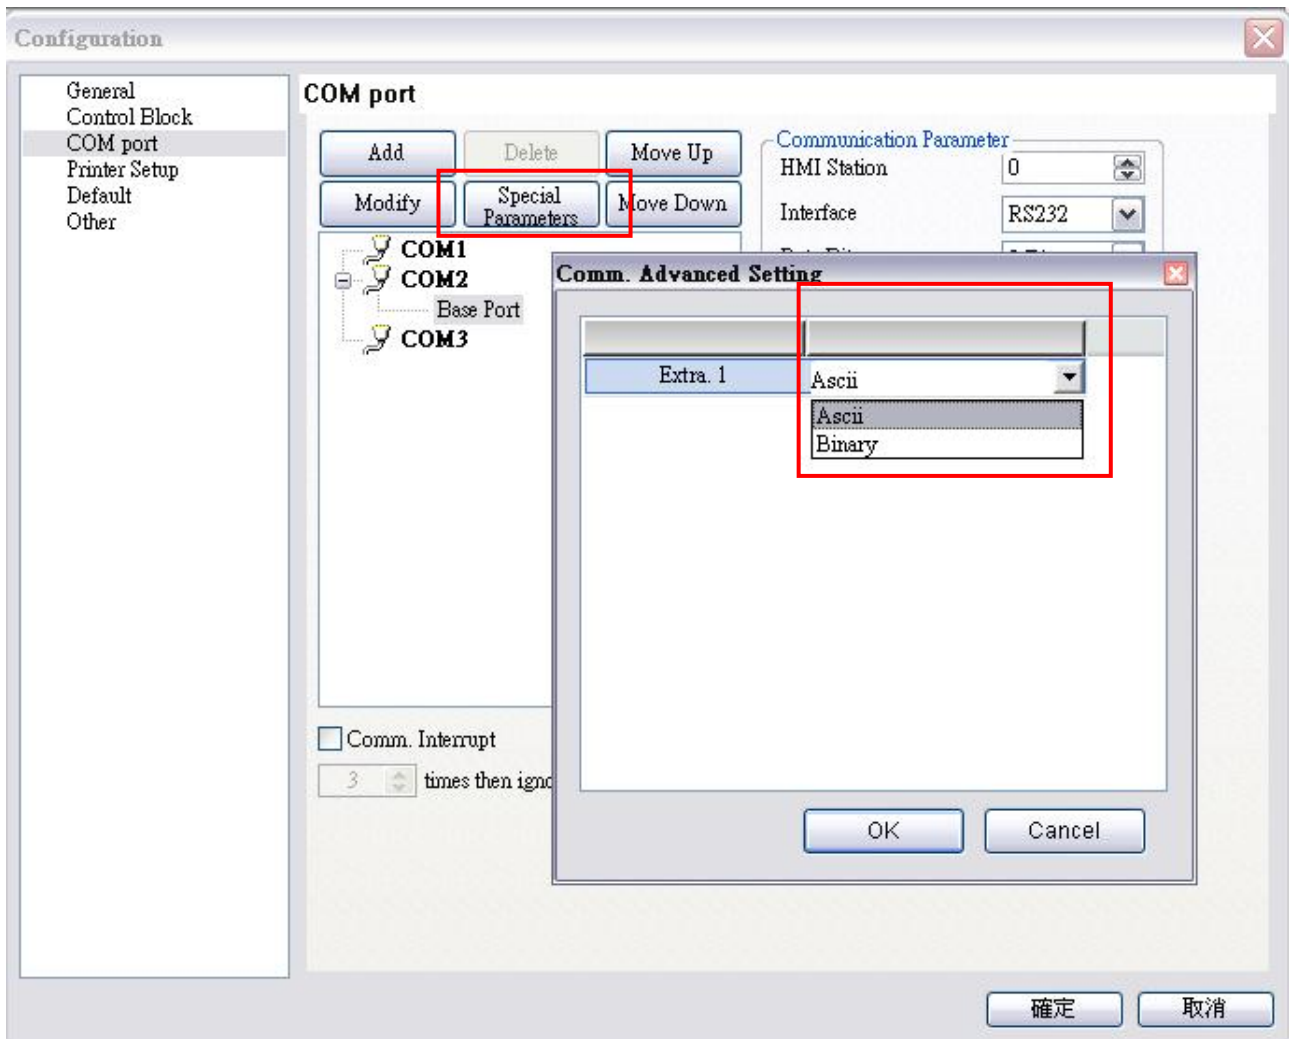 Configuration
General
Control Block
COM port
Printer Setup
Default
Other
COM port
Add
Delete
Move Up
Modify
Special
Parameters
Move Down
COM1
COM2
Base Port
COM3
Communication Parameter
HMI Station
0
Interface
RS232
Comm. Advanced Setting
Extra. 1
Ascii
Ascii
Binary
OK
Cancel
Comm. Interrupt
3
times then
確定
取消